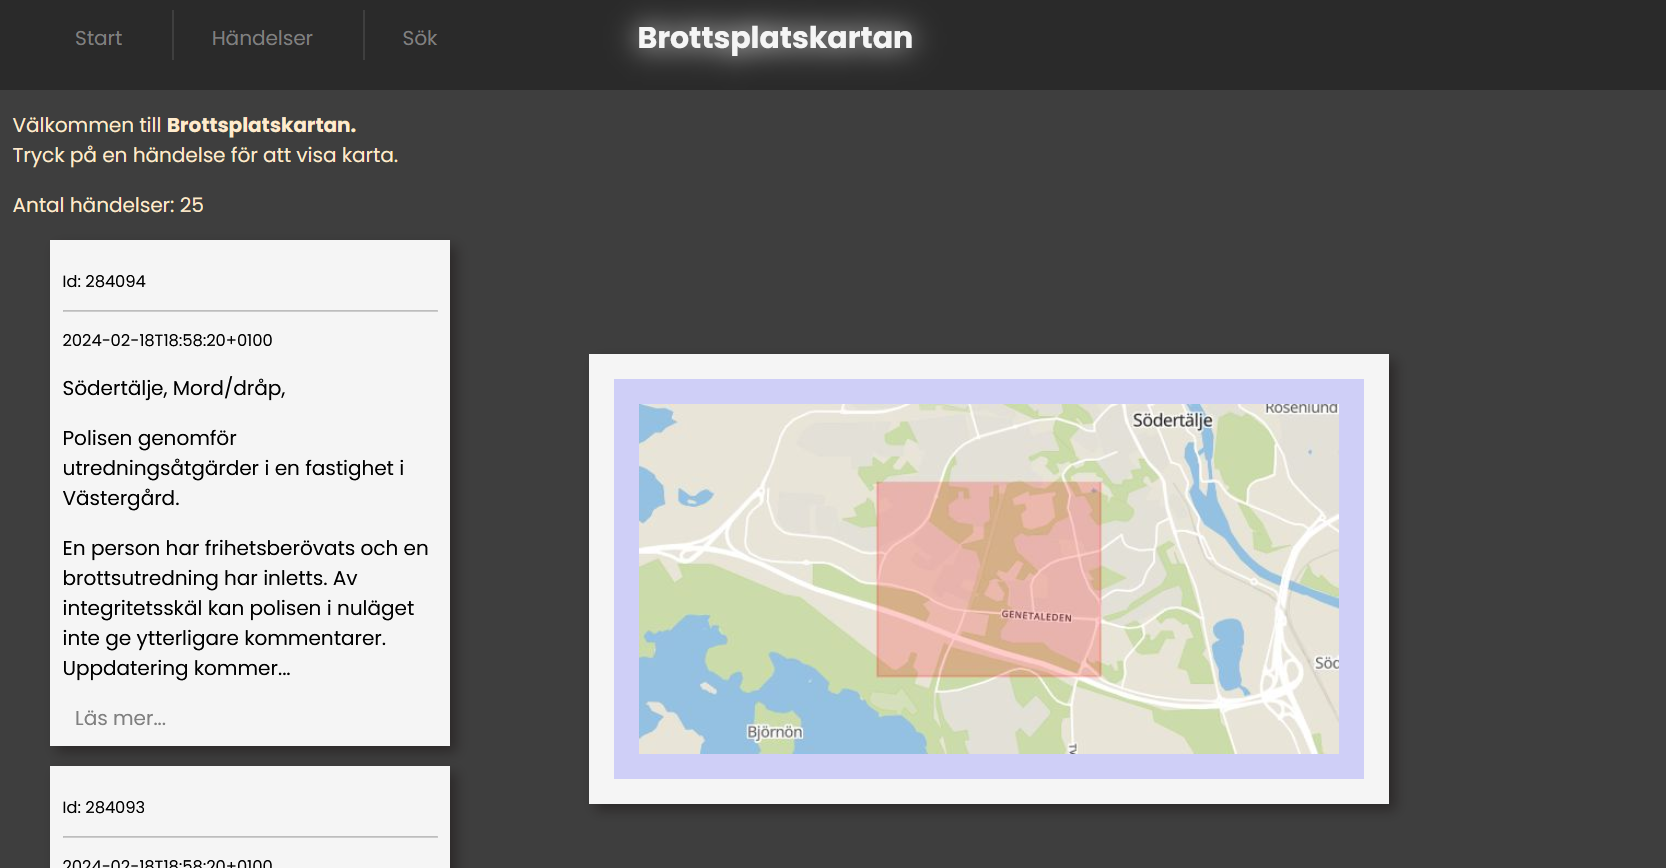 Start
Händelser
Sök
Brottsplatskartan
Välkommen till Brottsplatskartan.
Tryck på en händelse för att visa karta.
Antal händelser: 25
Id: 284094
2024-02-18T18:58:20+0100
Södertälje, Mord/dråp,
Polisen genomför
utredningsåtgärder i en fastighet i
Västergård.
En person har frihetsberövats och en
brottsutredning har inletts. Av
integritetsskäl kan polisen i nuläget
inte ge ytterligare kommentarer.
Uppdatering kommer...
Läs mer...
Id: 284093
2024-02-18T18:58:20+0100
Rosenlund
Södertälje
GENETALEDEN
Söd
Björnön